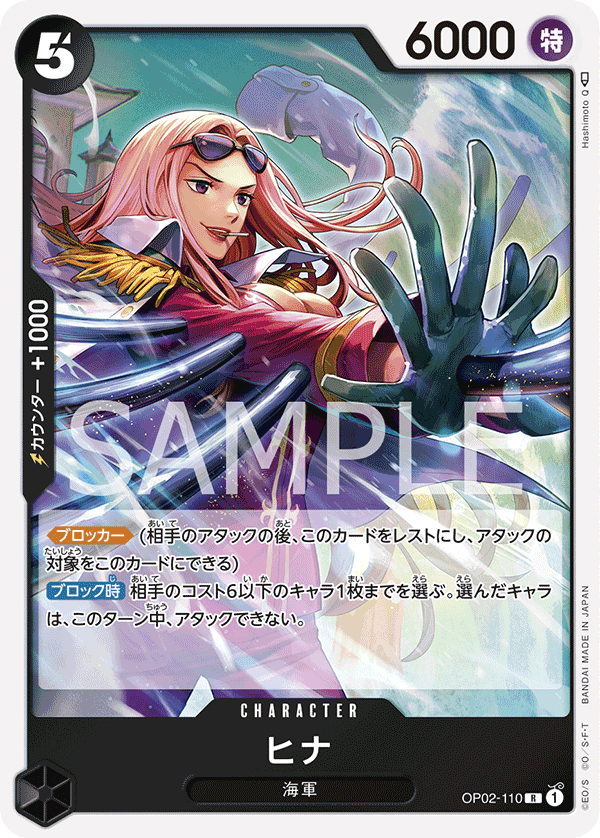 5
6000
特
Hashimoto Q
カウンター +1000
SAMPLE
ブロッカー (相手のアタックの後、このカードをレストにし、アタックの
対象をこのカードにできる)
ブロック時 相手のコスト6以下のキャラ1枚までを選ぶ。選んだキャラ
は、このターン中、アタックできない。
CHARACTER
ヒナ
海軍
OP02-110 R 1
©E.O/S ©O/S・F・T BANDAI MADE IN JAPAN